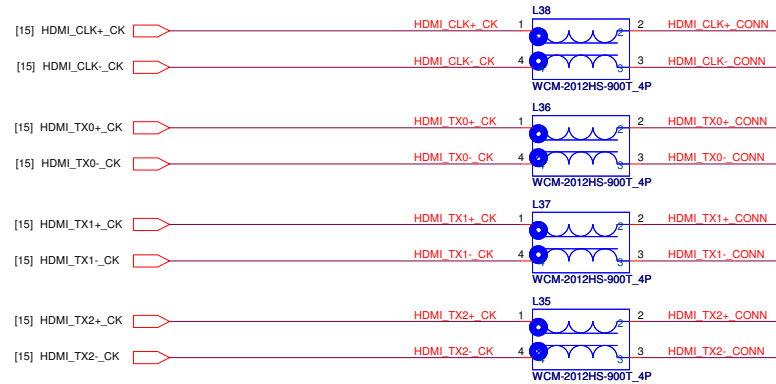 L38
[15] HDMI_CLK+_CK HDMI_CLK+_CK 1 2 2 HDMI_CLK+_CONN
[15] HDMI_CLK-_CK HDMI_CLK-_CK 4 3 3 HDMI_CLK-_CONN
WCM-2012HS-900T_4P
L36
[15] HDMI_TX0+_CK HDMI_TX0+_CK 1 2 2 HDMI_TX0+_CONN
[15] HDMI_TX0-_CK HDMI_TX0-_CK 4 3 3 HDMI_TX0-_CONN
WCM-2012HS-900T_4P
L37
[15] HDMI_TX1+_CK HDMI_TX1+_CK 1 2 2 HDMI_TX1+_CONN
[15] HDMI_TX1-_CK HDMI_TX1-_CK 4 3 3 HDMI_TX1-_CONN
WCM-2012HS-900T_4P
L35
[15] HDMI_TX2+_CK HDMI_TX2+_CK 1 2 2 HDMI_TX2+_CONN
[15] HDMI_TX2-_CK HDMI_TX2-_CK 4 3 3 HDMI_TX2-_CONN
WCM-2012HS-900T_4P